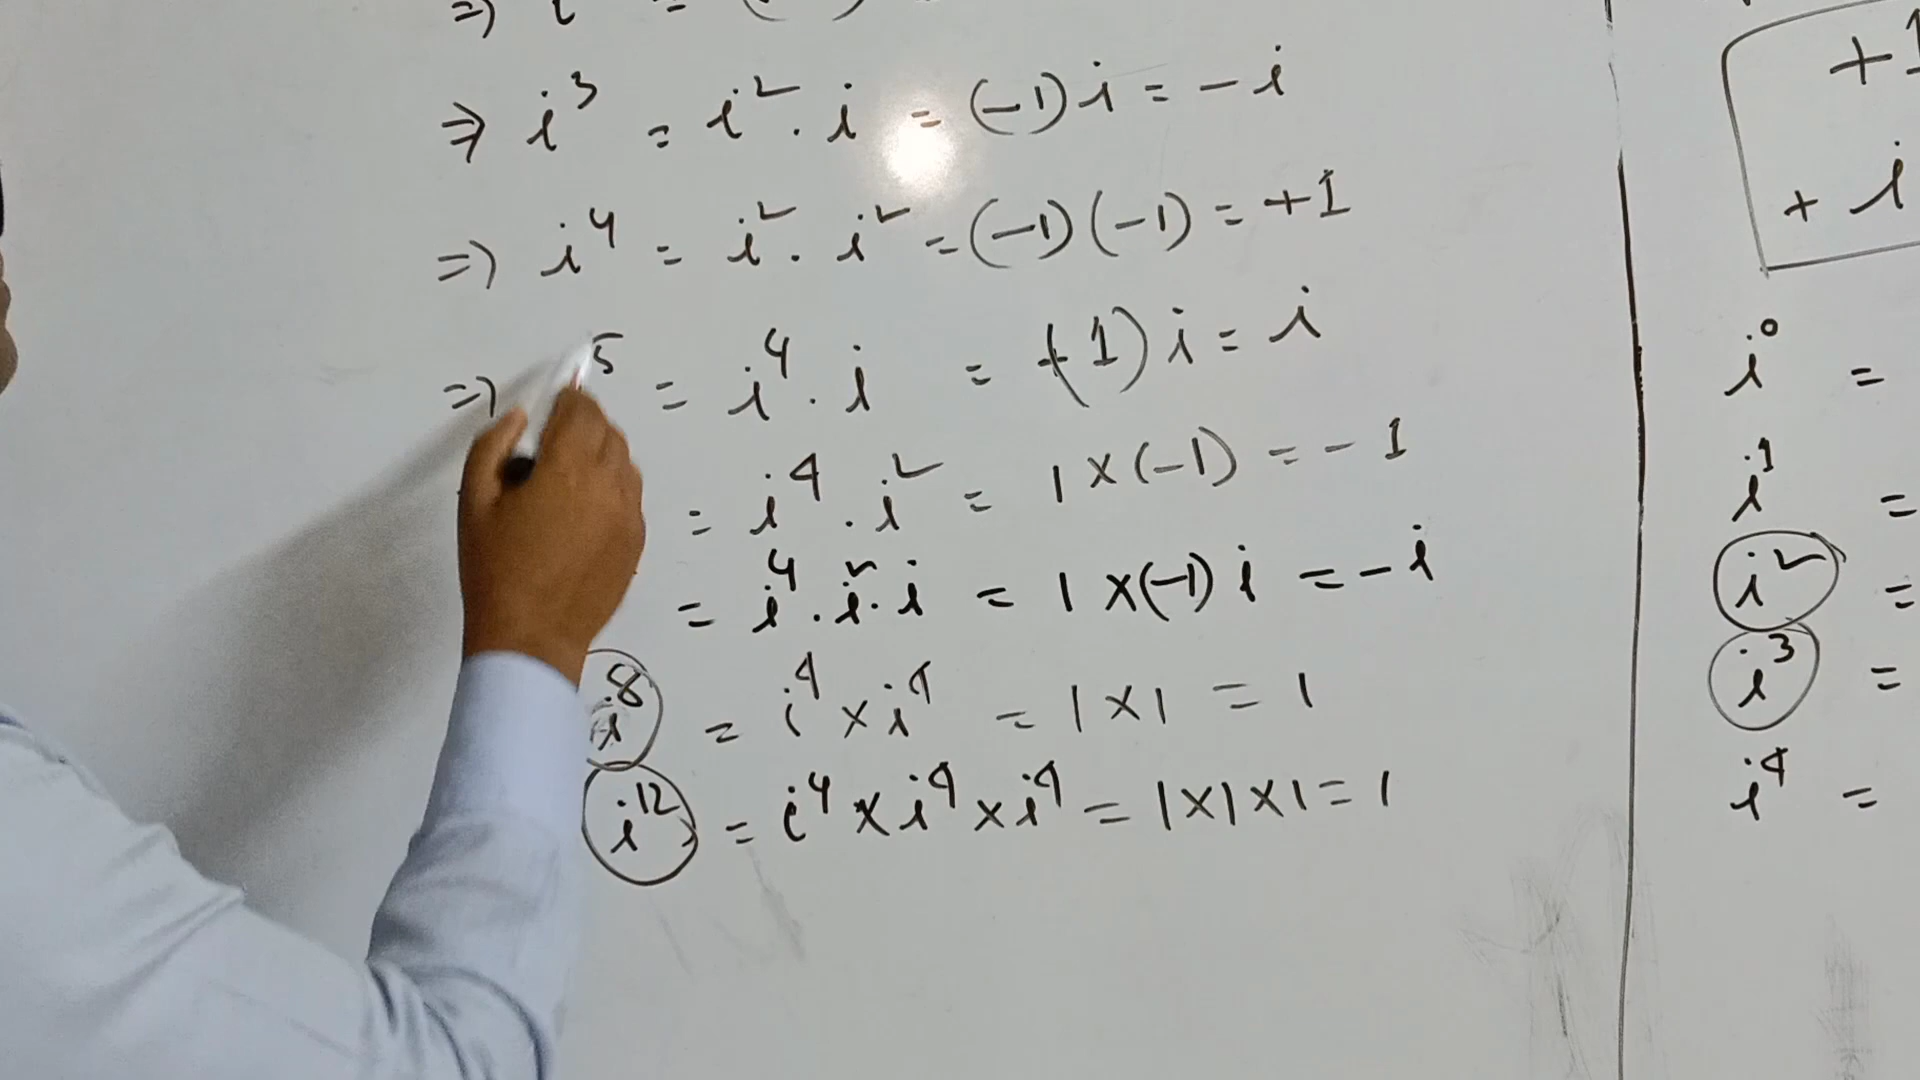 ⇒ i³ = i² . i = (-1) i = - i
⇒ i⁴ = i² . i² = (-1) (-1) = +1
⇒ ⁵ = i⁴ . i = (+1) i = i
= i⁴ . i² = 1 × (-1) = - 1
= i⁴ . i² . i = 1 × (-1) i = - i
i⁸ = i⁴ × i⁴ = 1 × 1 = 1
i¹² = i⁴ × i⁴ × i⁴ = 1 × 1 × 1 = 1
+1
+ i
i⁰ =
i¹ =
i² =
i³ =
i⁴ =